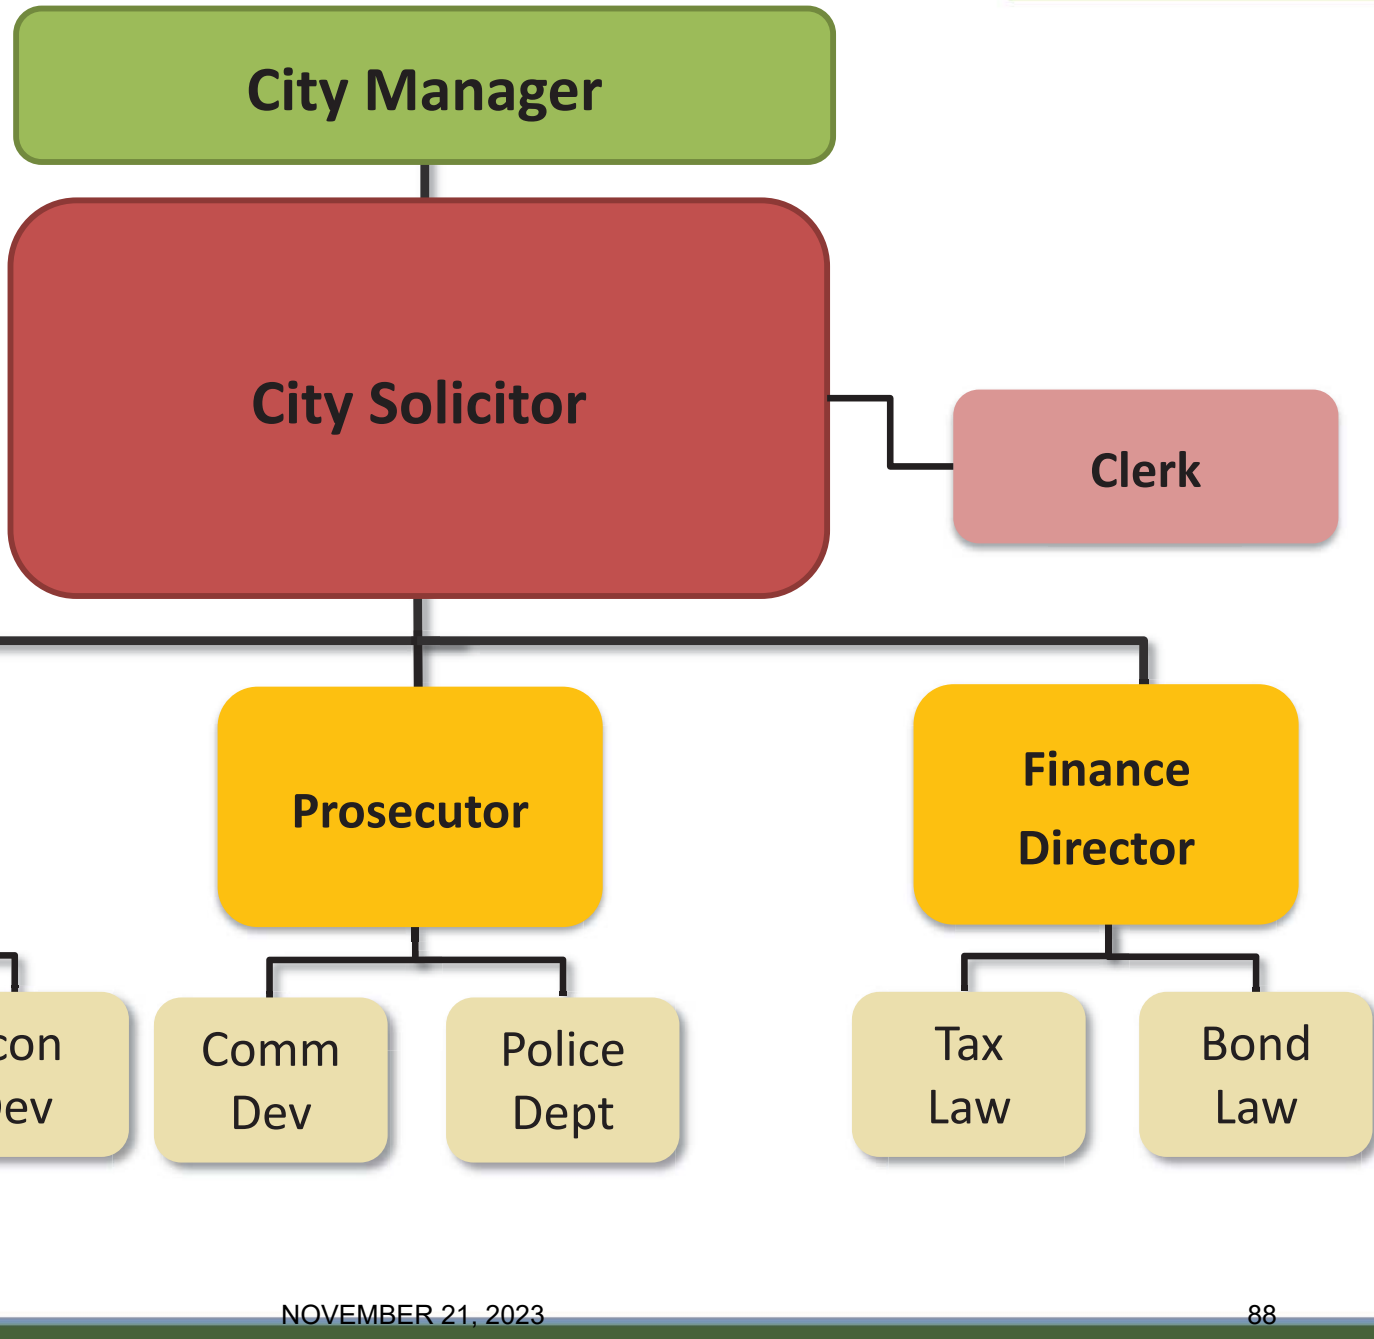 City Manager
City Solicitor
Clerk
Prosecutor
Finance
Director
Comm
Dev
Police
Dept
Tax
Law
Bond
Law
NOVEMBER 21, 2023
88